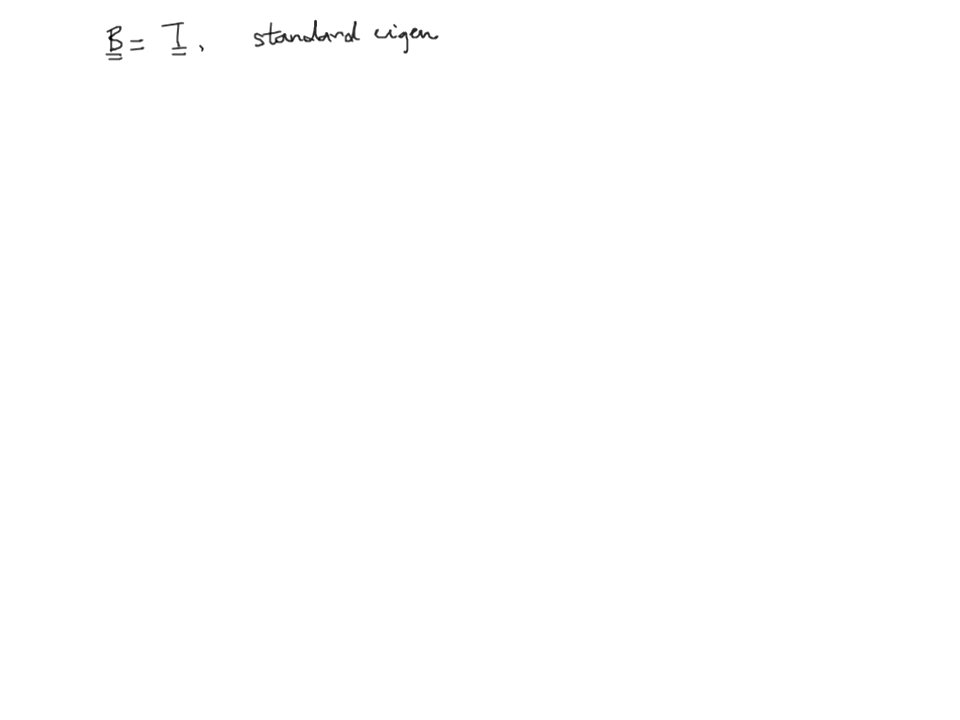 B = I, standard eigen